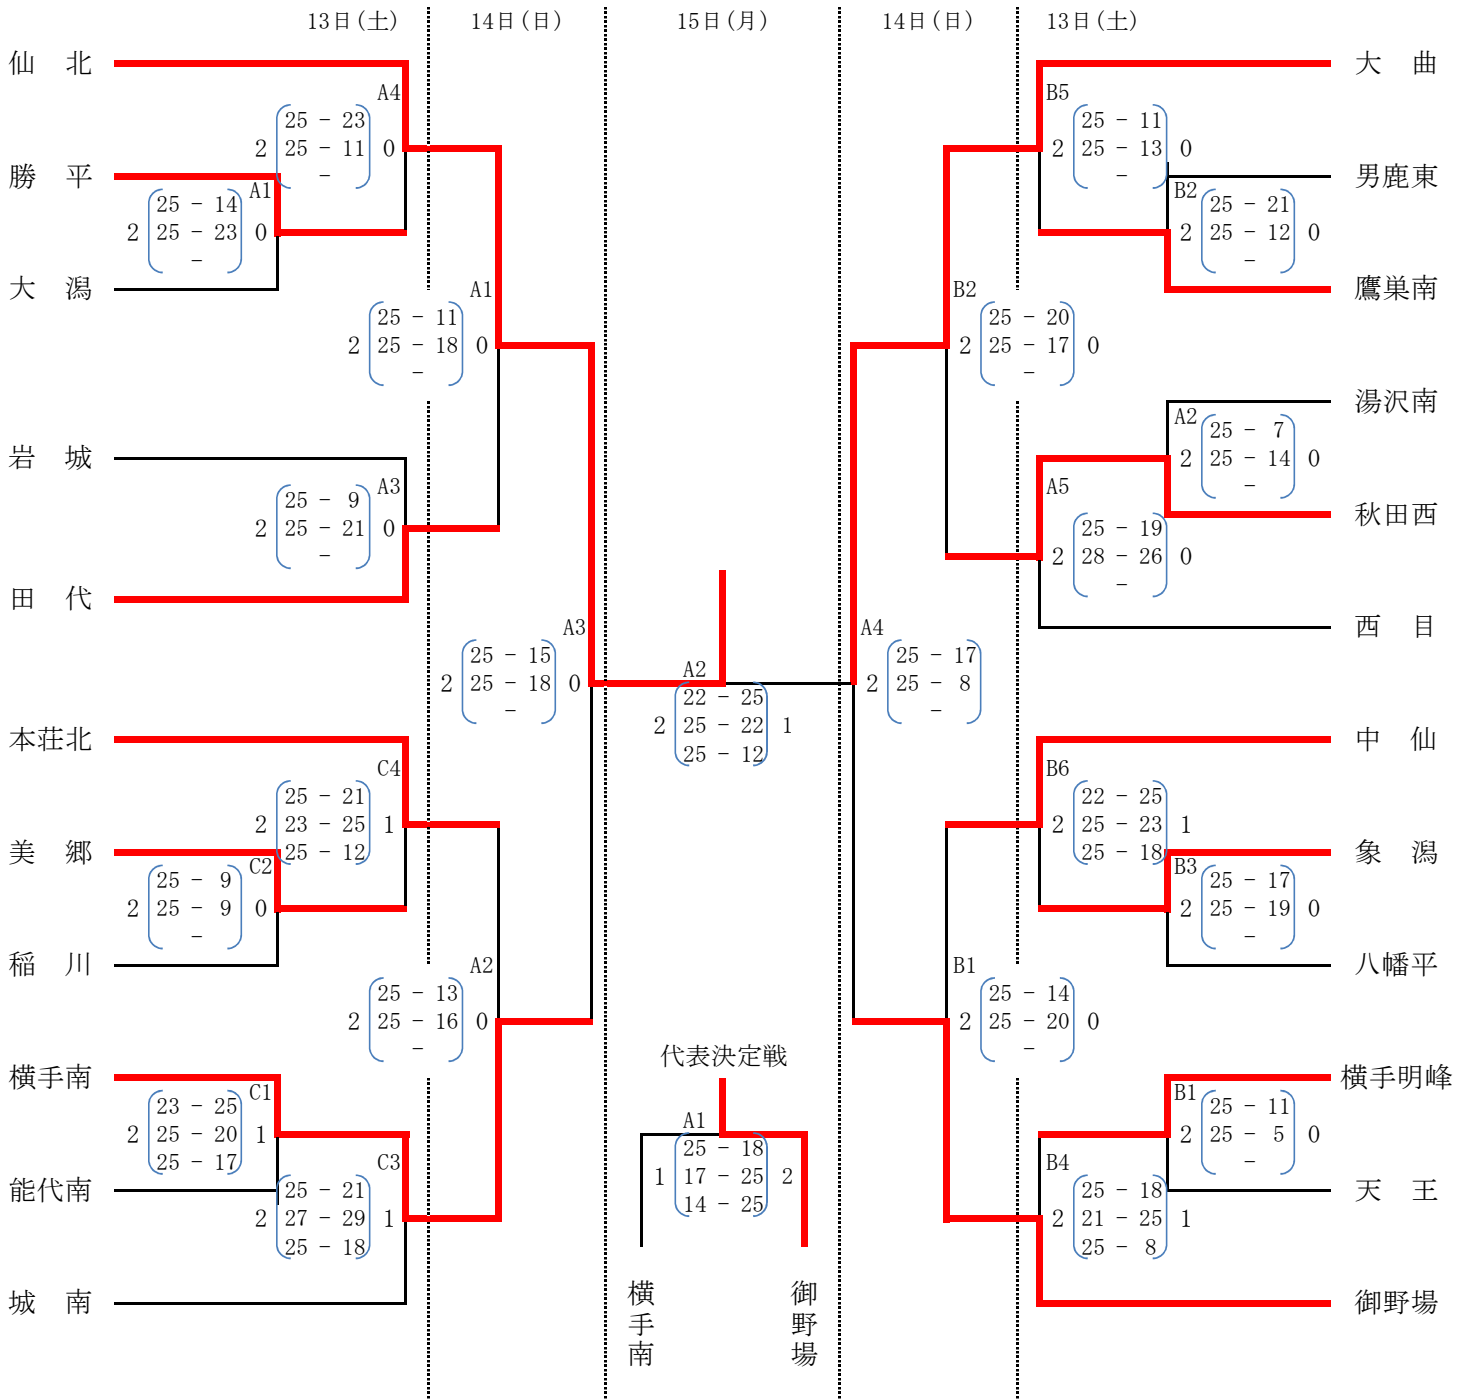 13日(土) 14日(日) 15日(月) 14日(日) 13日(土)
仙 北
A4
25 - 23
2 25 - 11 0
-
勝 平
A1
25 - 14
2 25 - 23 0
-
大 潟
A1
25 - 11
2 25 - 18 0
-
岩 城
A3
25 - 9
2 25 - 21 0
-
田 代
A3
25 - 15
2 25 - 18 0
-
本荘北
C4
25 - 21
2 23 - 25 1
25 - 12
美 郷
C2
25 - 9
2 25 - 9 0
-
稲 川
A2
25 - 13
2 25 - 16 0
-
横手南
C1
23 - 25
2 25 - 20 1
25 - 17
能代南
C3
25 - 21
2 27 - 29 1
25 - 18
城 南
A2
22 - 25
2 25 - 22 1
25 - 12
代表決定戦
A1
25 - 18
1 17 - 25 2
14 - 25
横手南
御野場
大 曲
B5
25 - 11
2 25 - 13 0
-
男鹿東
B2
25 - 21
2 25 - 12 0
-
鷹巣南
B2
25 - 20
2 25 - 17 0
-
湯沢南
A2
25 - 7
2 25 - 14 0
-
秋田西
A5
25 - 19
2 28 - 26 0
-
西 目
A4
25 - 17
2 25 - 8 0
-
中 仙
B6
22 - 25
2 25 - 23 1
25 - 18
象 潟
B3
25 - 17
2 25 - 19 0
-
八幡平
B1
25 - 14
2 25 - 20 0
-
横手明峰
B1
25 - 11
2 25 - 5 0
-
天 王
B4
25 - 18
2 21 - 25 1
25 - 8
御野場